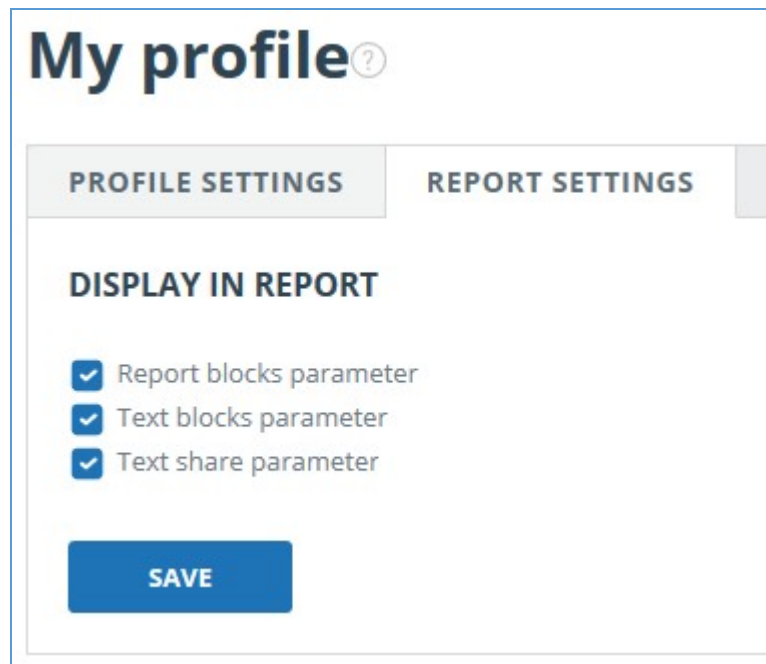 My profile ?
PROFILE SETTINGS REPORT SETTINGS
DISPLAY IN REPORT
Report blocks parameter
Text blocks parameter
Text share parameter
SAVE